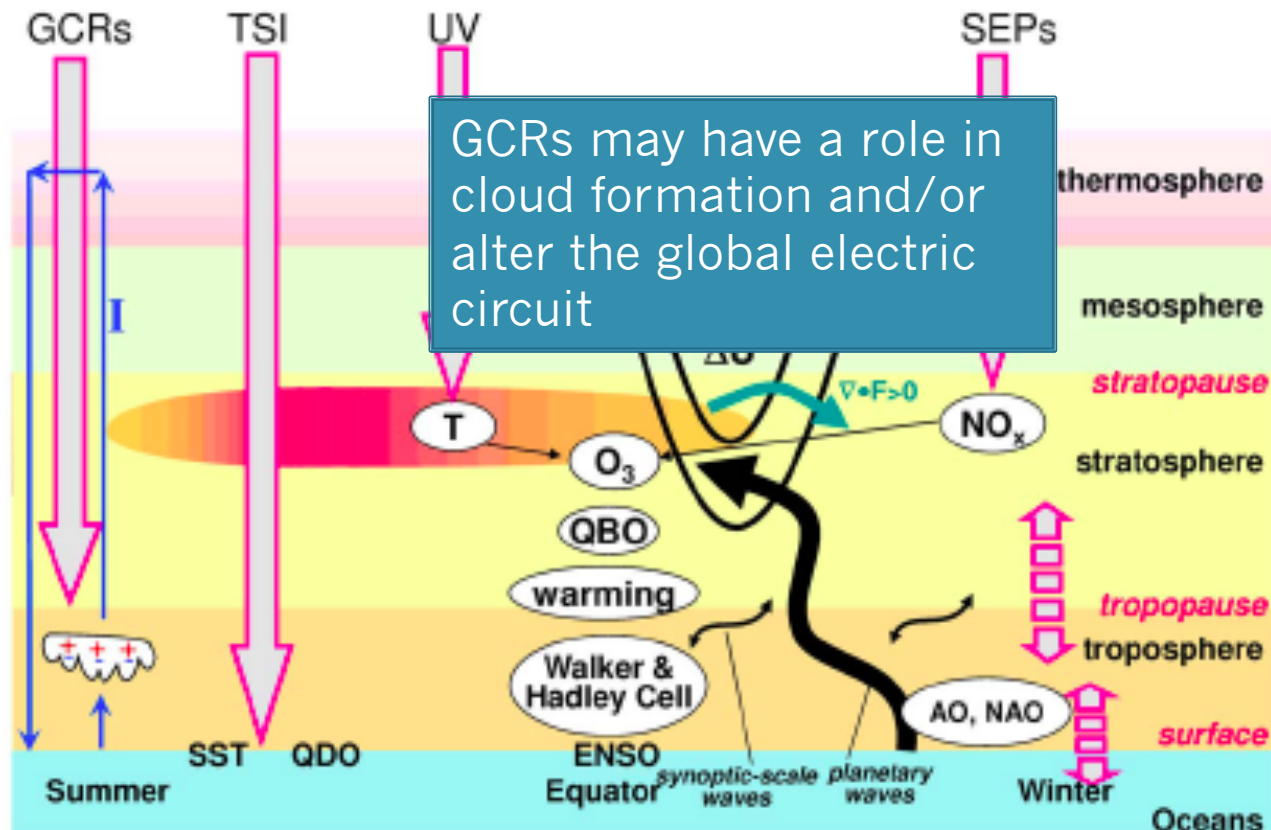 GCRs TSI UV SEPs
GCRs may have a role in
cloud formation and/or
alter the global electric
circuit
thermosphere
I
mesosphere
∇•F>0
stratopause
T
NOx
O3
stratosphere
QBO
warming
tropopause
+ + +
- - -
troposphere
Walker &
Hadley Cell
AO, NAO
surface
SST QDO ENSO
Summer Equator synoptic-scale waves planetary waves Winter
Oceans